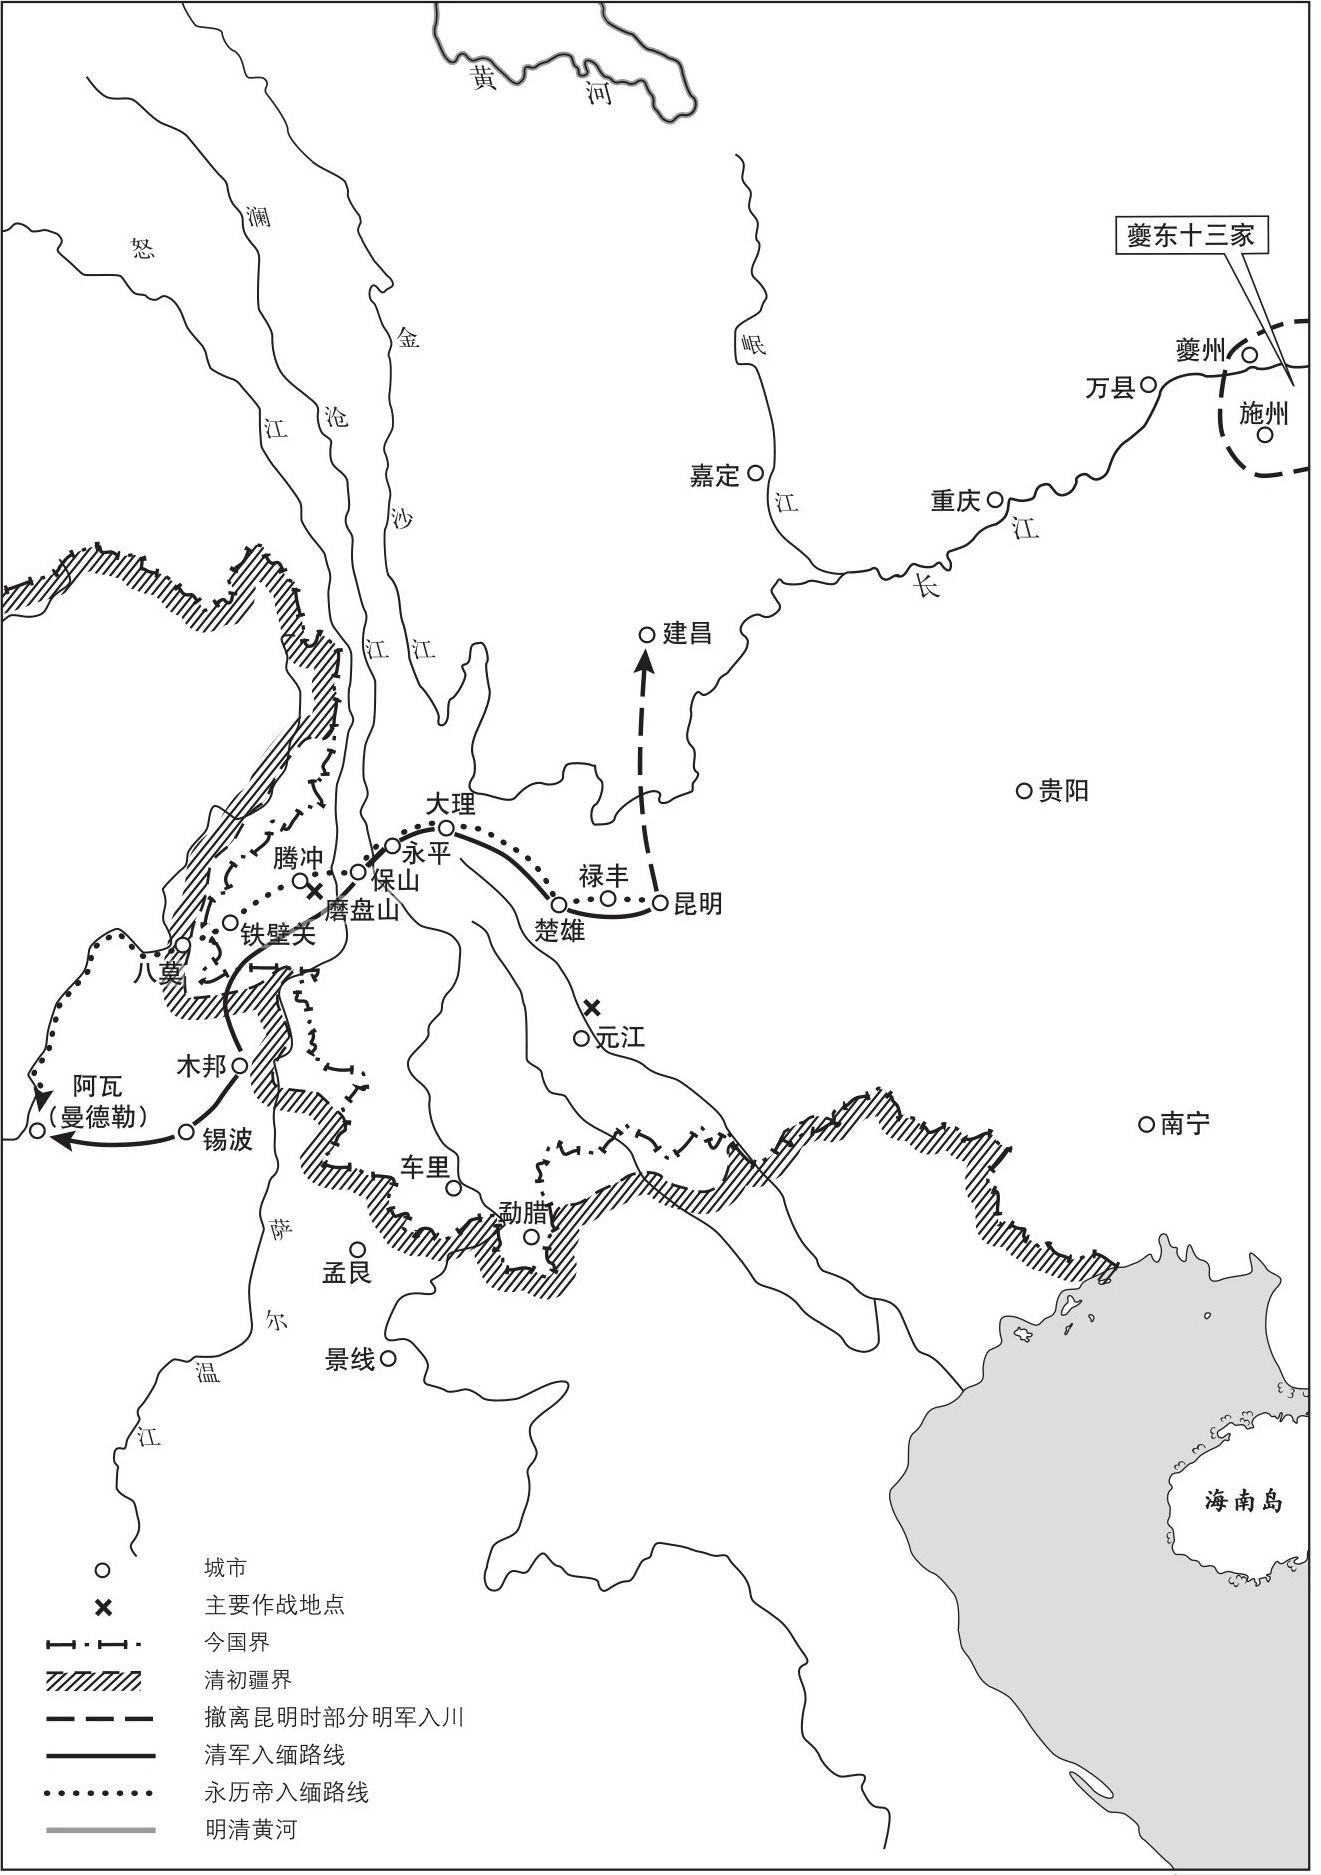 黄
河
澜
怒
夔东十三家
金
岷
夔州
万县
施州
沧
江
嘉定
江
重庆
江
沙
长
建昌
江
江
贵阳
大理
永平
腾冲
保山
禄丰
昆明
磨盘山
楚雄
铁壁关
八莫
元江
木邦
阿瓦
（曼德勒）
锡波
南宁
车里
勐腊
萨
孟艮
尔
景线
温
江
海南岛
城市
主要作战地点
今国界
清初疆界
撤离昆明时部分明军入川
清军入缅路线
永历帝入缅路线
明清黄河